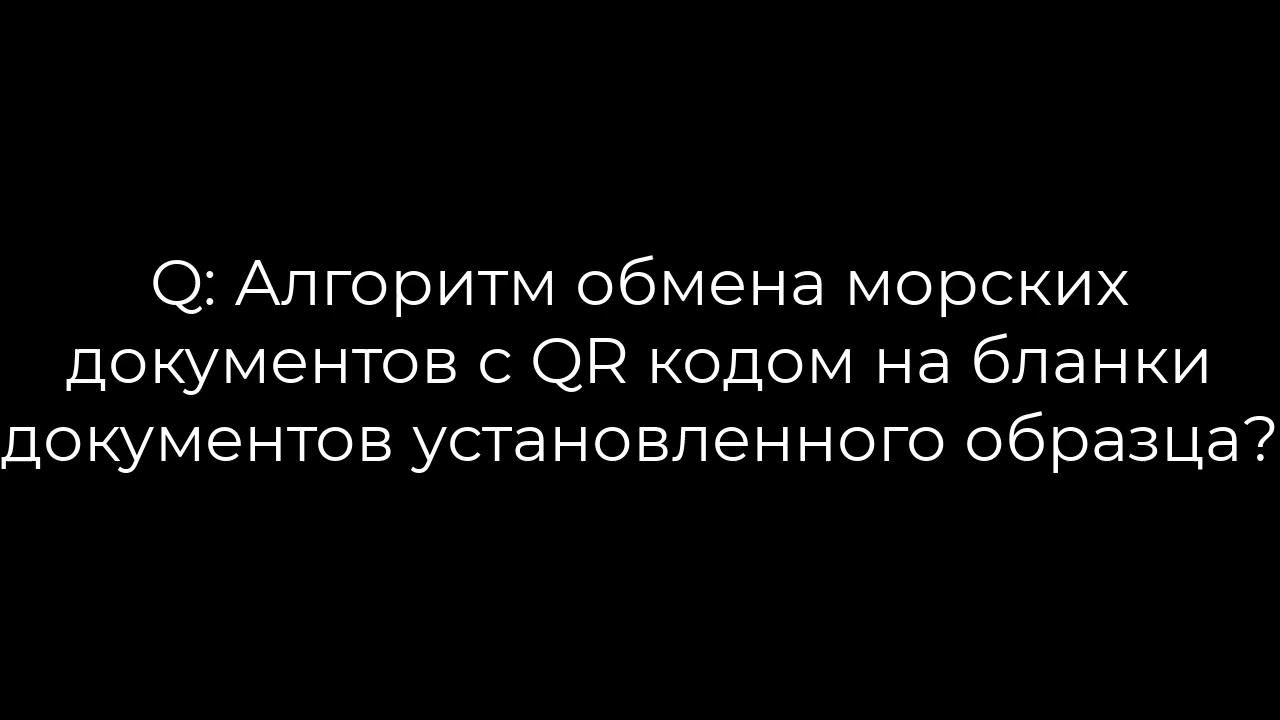 Q: Алгоритм обмена морских
документов с QR кодом на бланки
документов установленного образца?